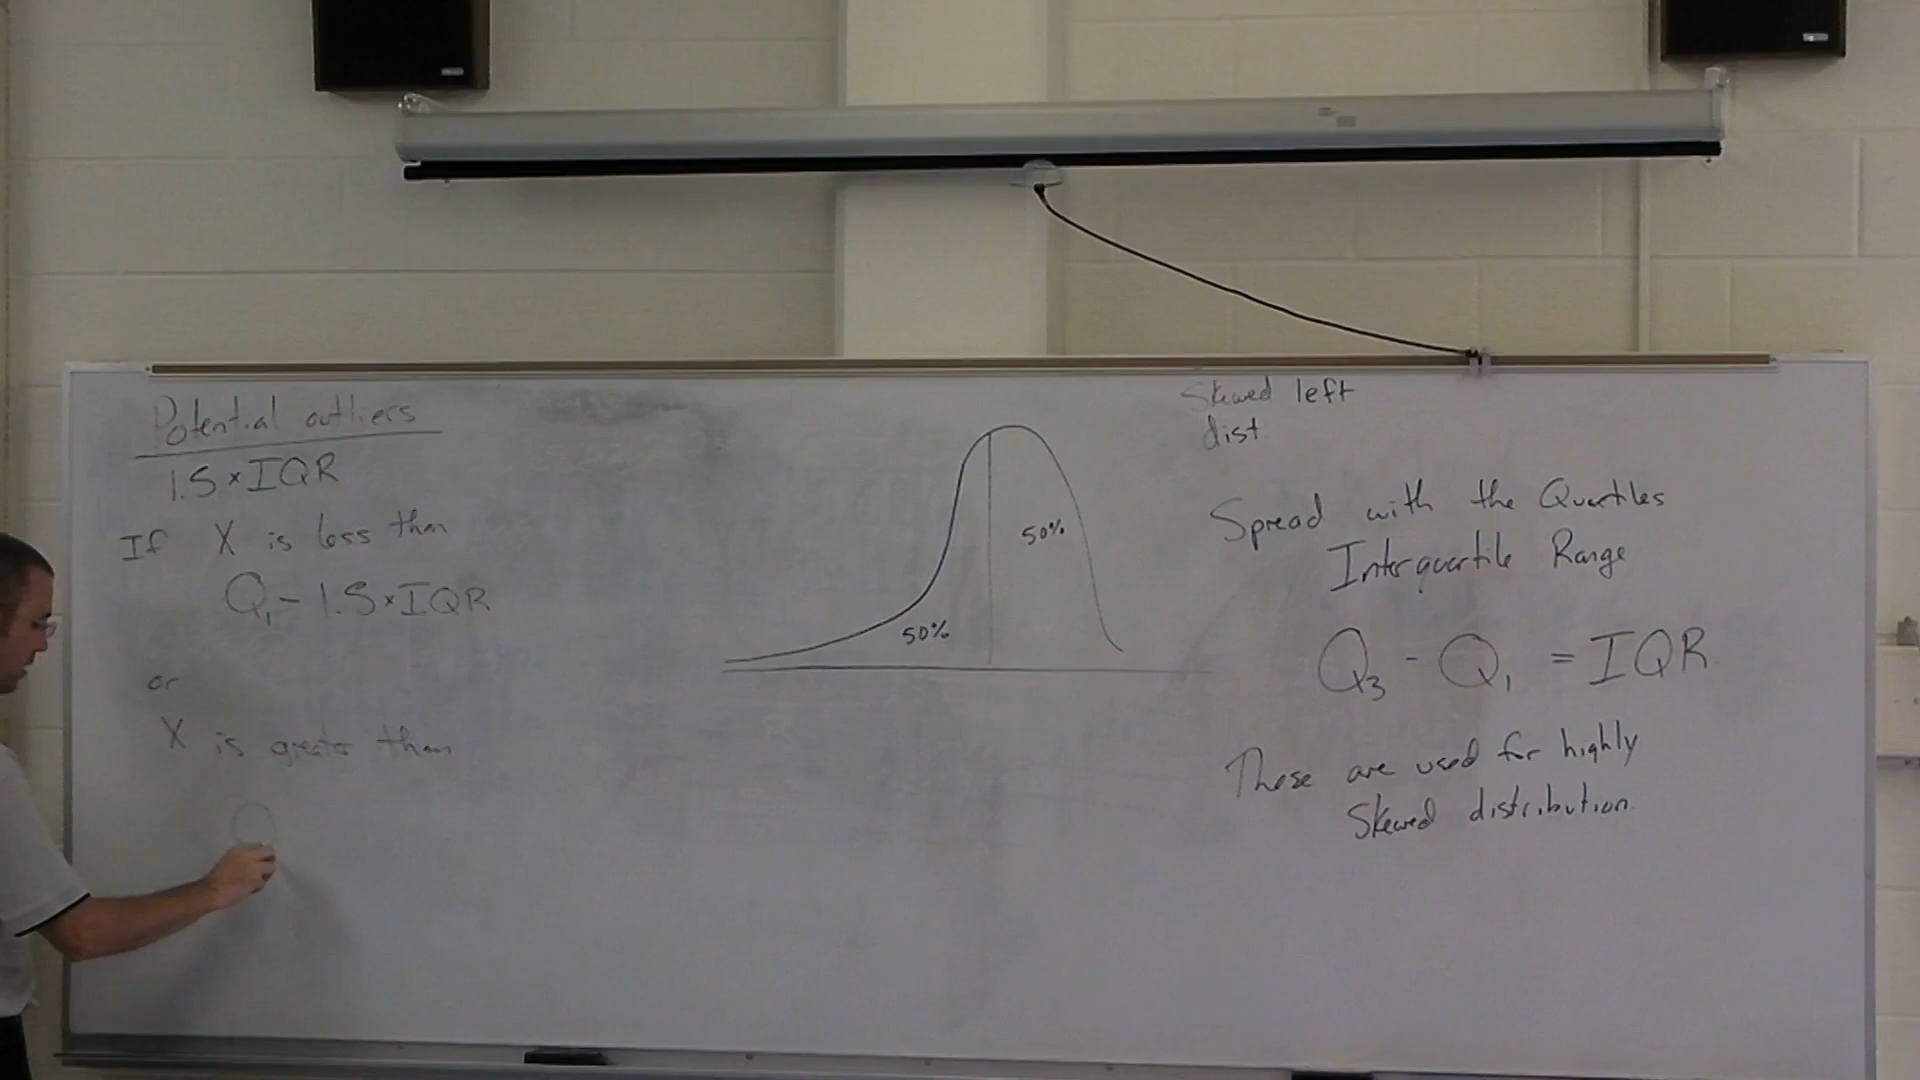 Potential outliers
1.5 × IQR
If X is less than
Q₁ - 1.5 × IQR
or
X is greater than
Q
50%
50%
Skewed left
dist
Spread with the Quartiles
Interquartile Range
Q₃ - Q₁ = IQR
These are used for highly
Skewed distribution.